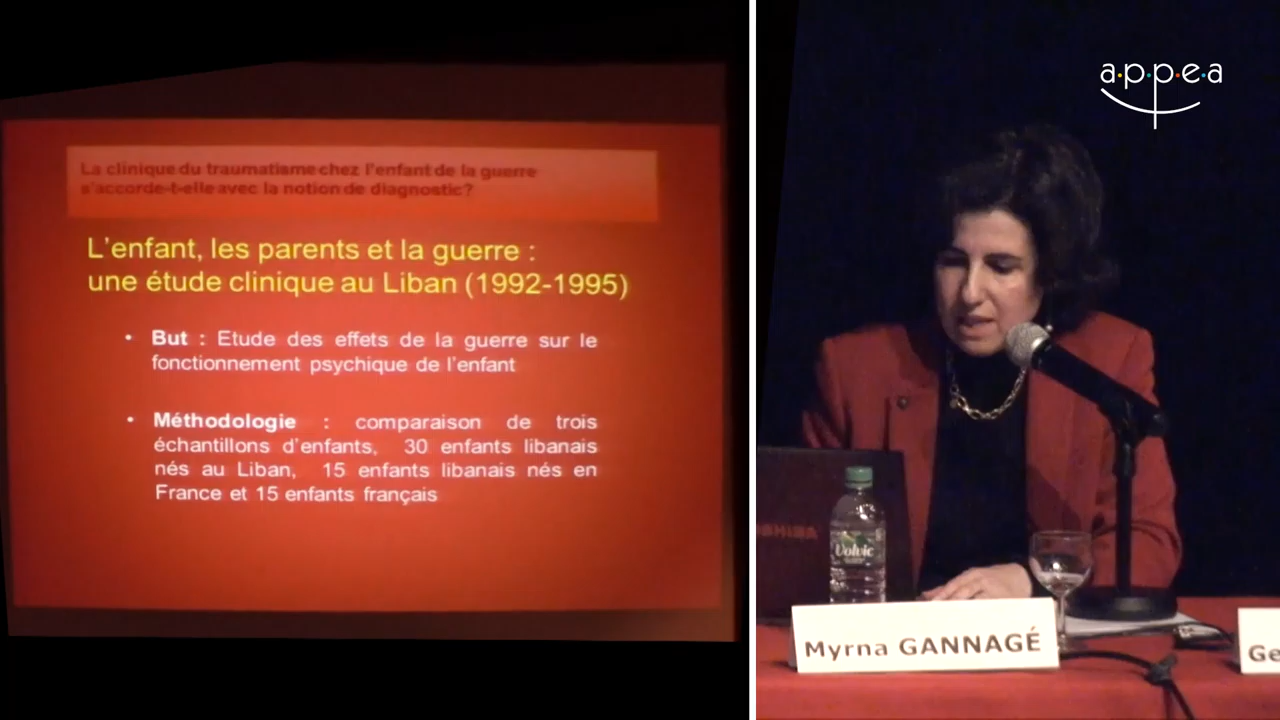 La clinique du traumatisme chez l'enfant de la guerre
s'accorde-t-elle avec la notion de diagnostic?
L'enfant, les parents et la guerre :
une étude clinique au Liban (1992-1995)
• But : Etude des effets de la guerre sur le
fonctionnement psychique de l'enfant
• Méthodologie : comparaison de trois
échantillons d'enfants, 30 enfants libanais
nés au Liban, 15 enfants libanais nés en
France et 15 enfants français
a·p·p·e·a
Volvic
Myrna GANNAGÉ
Ge